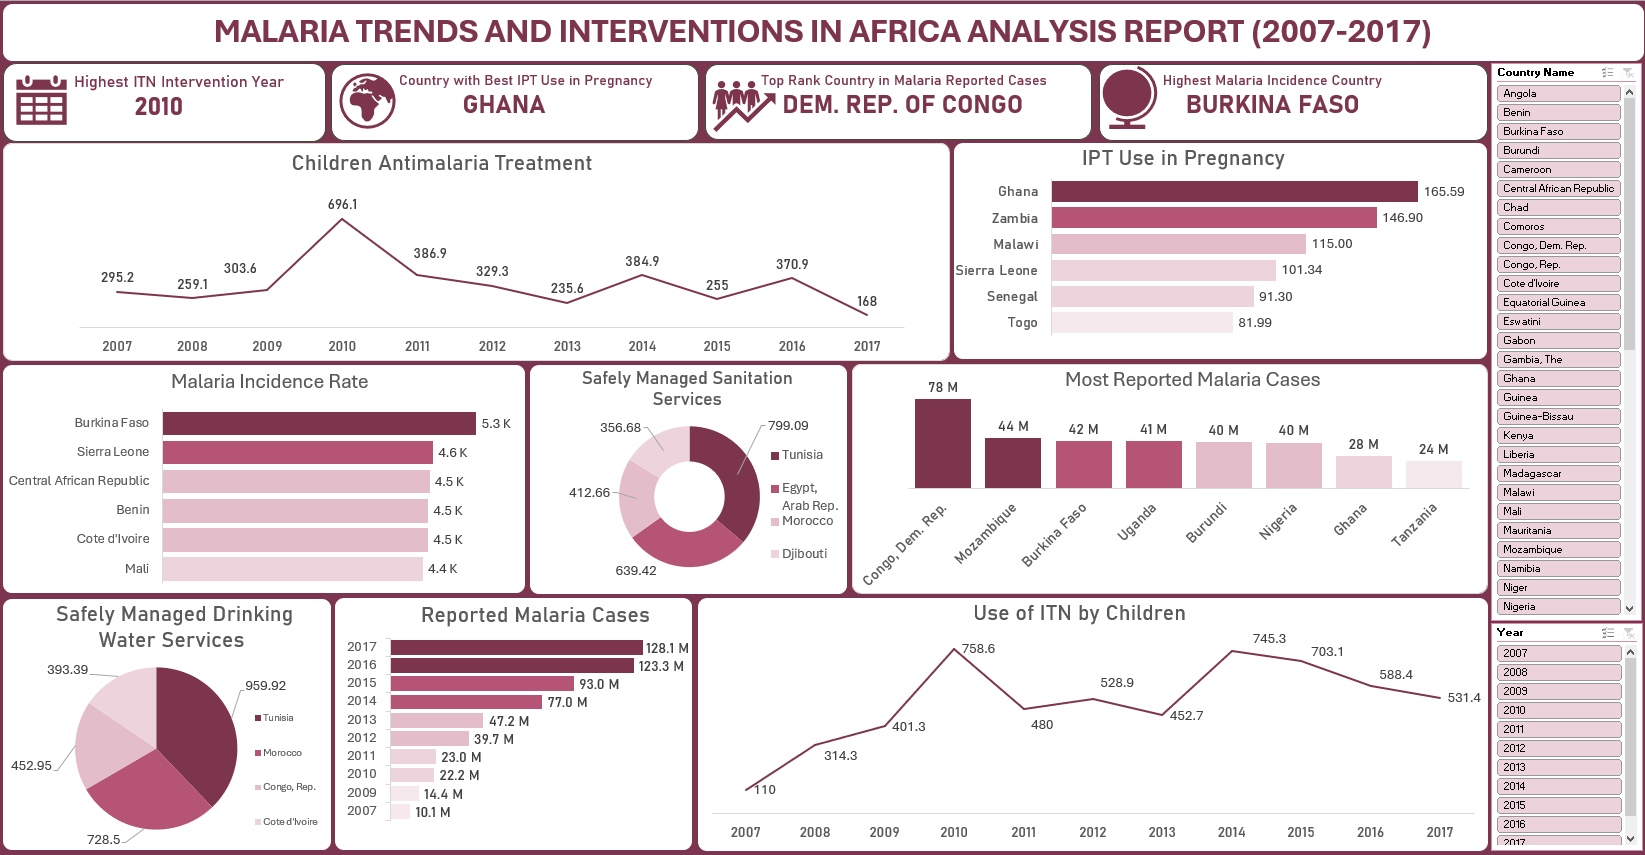 MALARIA TRENDS AND INTERVENTIONS IN AFRICA ANALYSIS REPORT (2007-2017)
Highest ITN Intervention Year
2010
Country with Best IPT Use in Pregnancy
GHANA
Top Rank Country in Malaria Reported Cases
DEM. REP. OF CONGO
Highest Malaria Incidence Country
BURKINA FASO
Children Antimalaria Treatment
295.2
259.1
303.6
696.1
386.9
329.3
235.6
384.9
255
370.9
168
2007 2008 2009 2010 2011 2012 2013 2014 2015 2016 2017
IPT Use in Pregnancy
Ghana 165.59
Zambia 146.90
Malawi 115.00
Sierra Leone 101.34
Senegal 91.30
Togo 81.99
Malaria Incidence Rate
Burkina Faso 5.3 K
Sierra Leone 4.6 K
Central African Republic 4.5 K
Benin 4.5 K
Cote d'Ivoire 4.5 K
Mali 4.4 K
Safely Managed Sanitation
Services
356.68
799.09
412.66
639.42
Tunisia
Egypt,
Arab Rep.
Morocco
Djibouti
Most Reported Malaria Cases
78 M
44 M
42 M
41 M
40 M
40 M
28 M
24 M
Congo, Dem. Rep.
Mozambique
Burkina Faso
Uganda
Burundi
Nigeria
Ghana
Tanzania
Safely Managed Drinking
Water Services
393.39
959.92
452.95
728.5
Tunisia
Morocco
Congo, Rep.
Cote d'Ivoire
Reported Malaria Cases
2017 128.1 M
2016 123.3 M
2015 93.0 M
2014 77.0 M
2013 47.2 M
2012 39.7 M
2011 23.0 M
2010 22.2 M
2009 14.4 M
2007 10.1 M
Use of ITN by Children
110
314.3
401.3
758.6
480
528.9
452.7
745.3
703.1
588.4
531.4
2007 2008 2009 2010 2011 2012 2013 2014 2015 2016 2017
Country Name
Angola
Benin
Burkina Faso
Burundi
Cameroon
Central African Republic
Chad
Comoros
Congo, Dem. Rep.
Congo, Rep.
Cote d'Ivoire
Equatorial Guinea
Eswatini
Gabon
Gambia, The
Ghana
Guinea
Guinea-Bissau
Kenya
Liberia
Madagascar
Malawi
Mali
Mauritania
Mozambique
Namibia
Niger
Nigeria
Year
2007
2008
2009
2010
2011
2012
2013
2014
2015
2016
2017